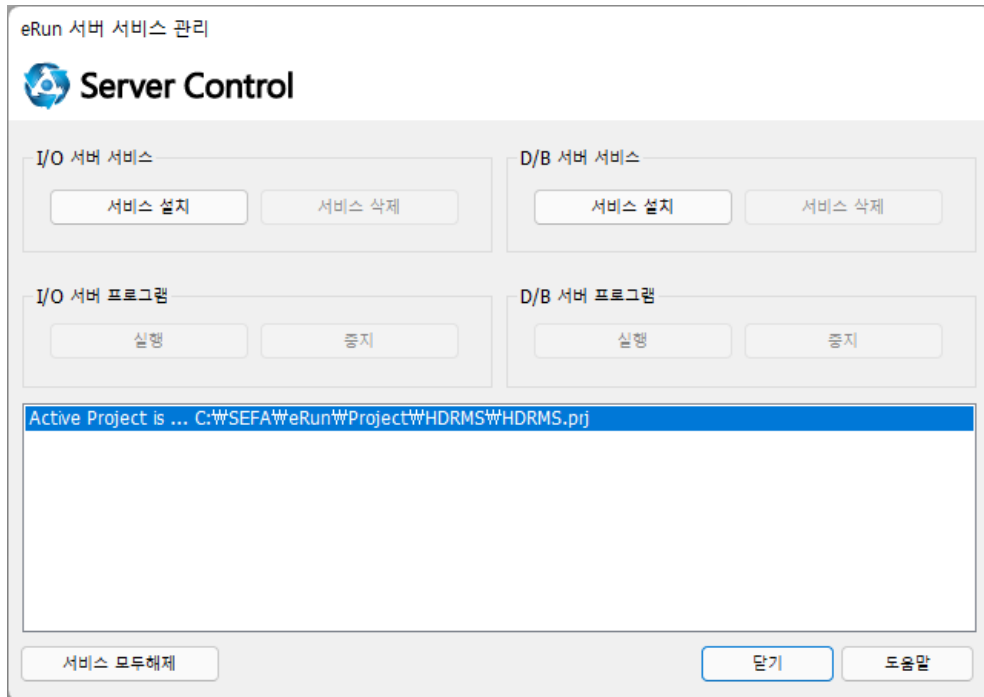 eRun 서버 서비스 관리
Server Control
I/O 서버 서비스
D/B 서버 서비스
서비스 설치 서비스 삭제
서비스 설치 서비스 삭제
I/O 서버 프로그램
D/B 서버 프로그램
실행 중지
실행 중지
Active Project is ... C:₩SEFA₩eRun₩Project₩HDRMS₩HDRMS.prj
서비스 모두해제
닫기 도움말